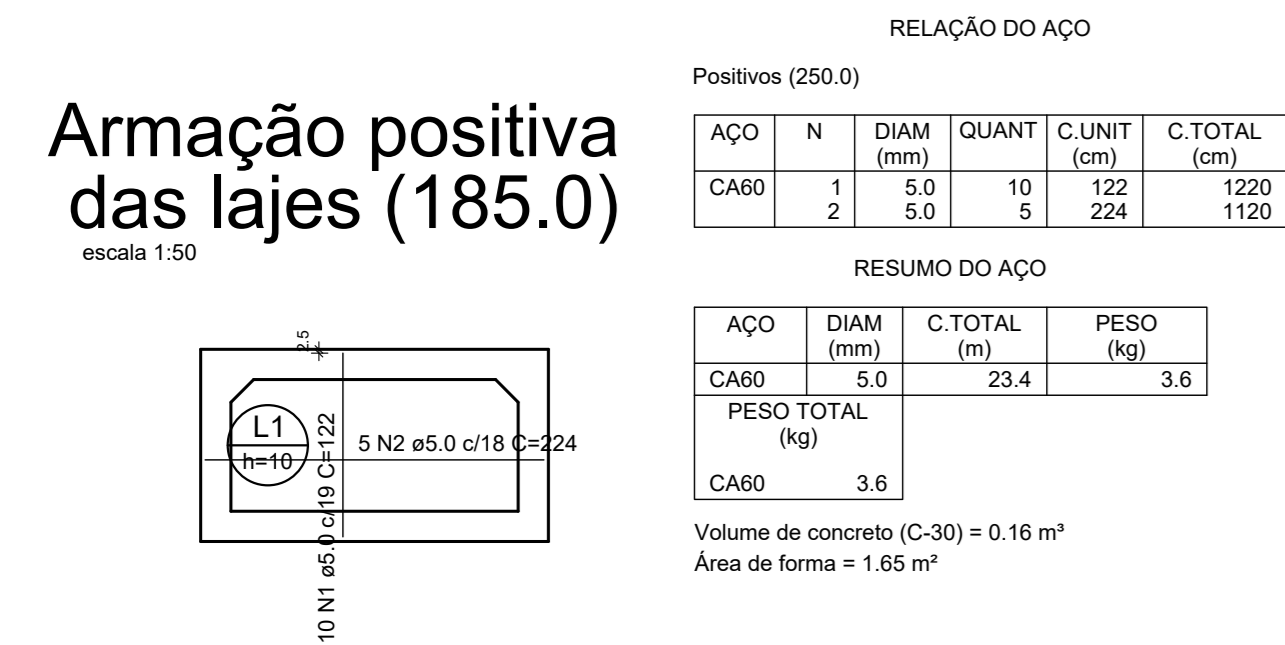 Armação positiva
das lajes (185.0)
escala 1:50
2.5
L1
h=10
5 N2 ø5.0 c/18 C=224
10 N1 ø5.0 c/19 C=122
RELAÇÃO DO AÇO
Positivos (250.0)
AÇO N DIAM QUANT C.UNIT C.TOTAL
(mm) (cm) (cm)
CA60 1 5.0 10 122 1220
2 5.0 5 224 1120
RESUMO DO AÇO
AÇO DIAM C.TOTAL PESO
(mm) (m) (kg)
CA60 5.0 23.4 3.6
PESO TOTAL
(kg)
CA60 3.6
Volume de concreto (C-30) = 0.16 m³
Área de forma = 1.65 m²